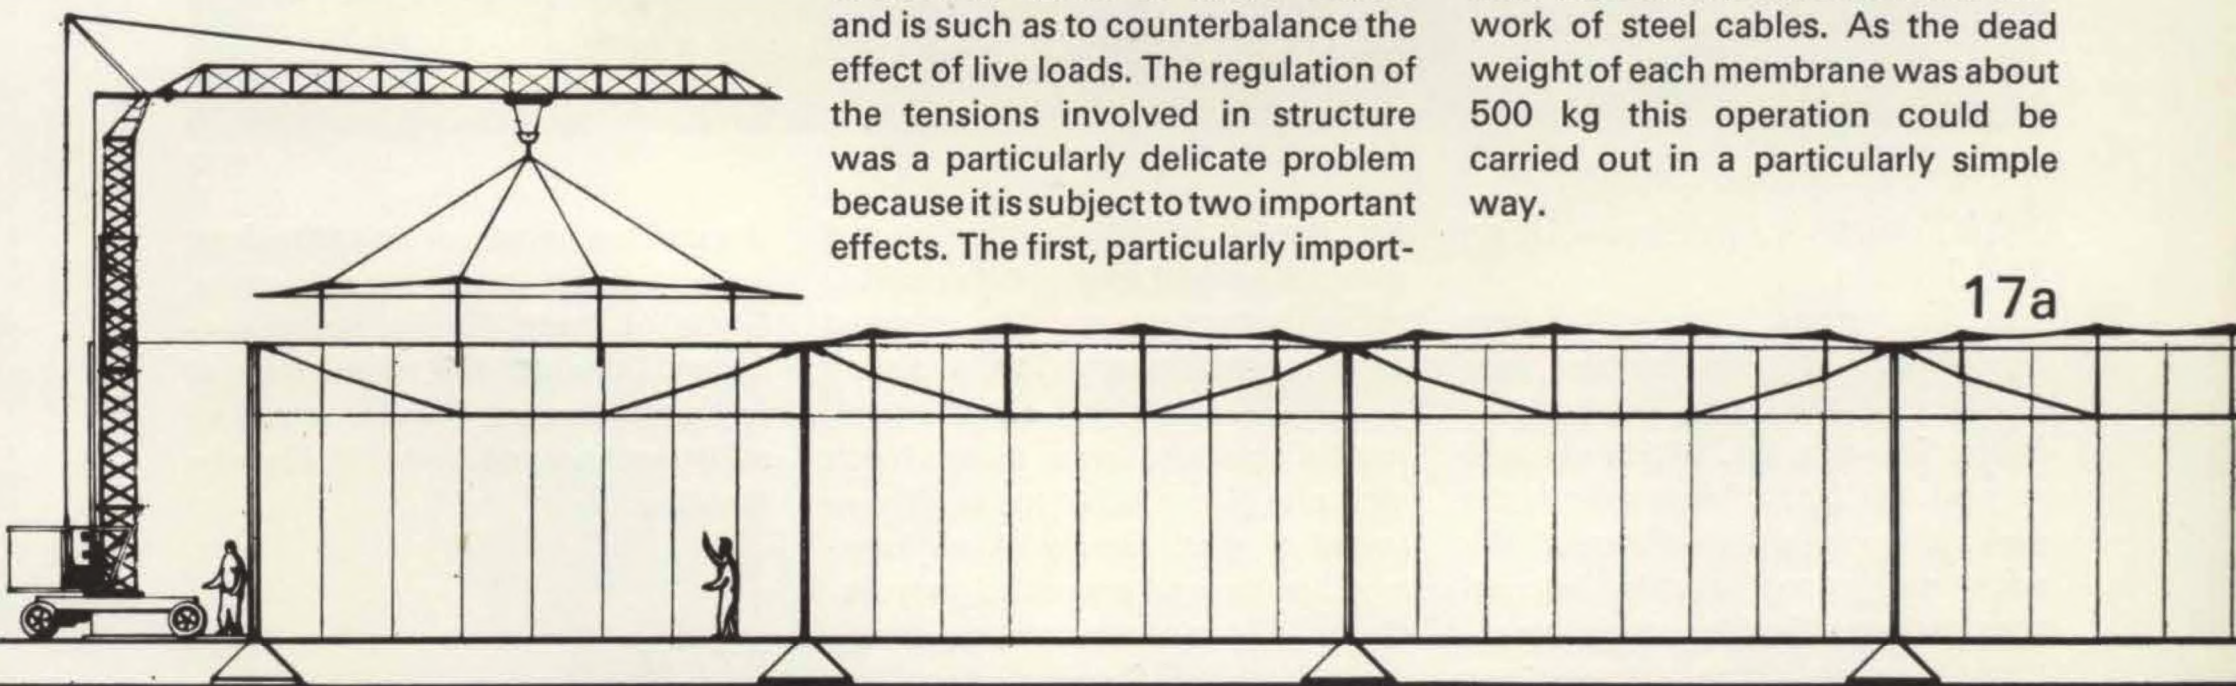 and is such as to counterbalance the
effect of live loads. The regulation of
the tensions involved in structure
was a particularly delicate problem
because it is subject to two important
effects. The first, particularly import-
work of steel cables. As the dead
weight of each membrane was about
500 kg this operation could be
carried out in a particularly simple
way.
17a